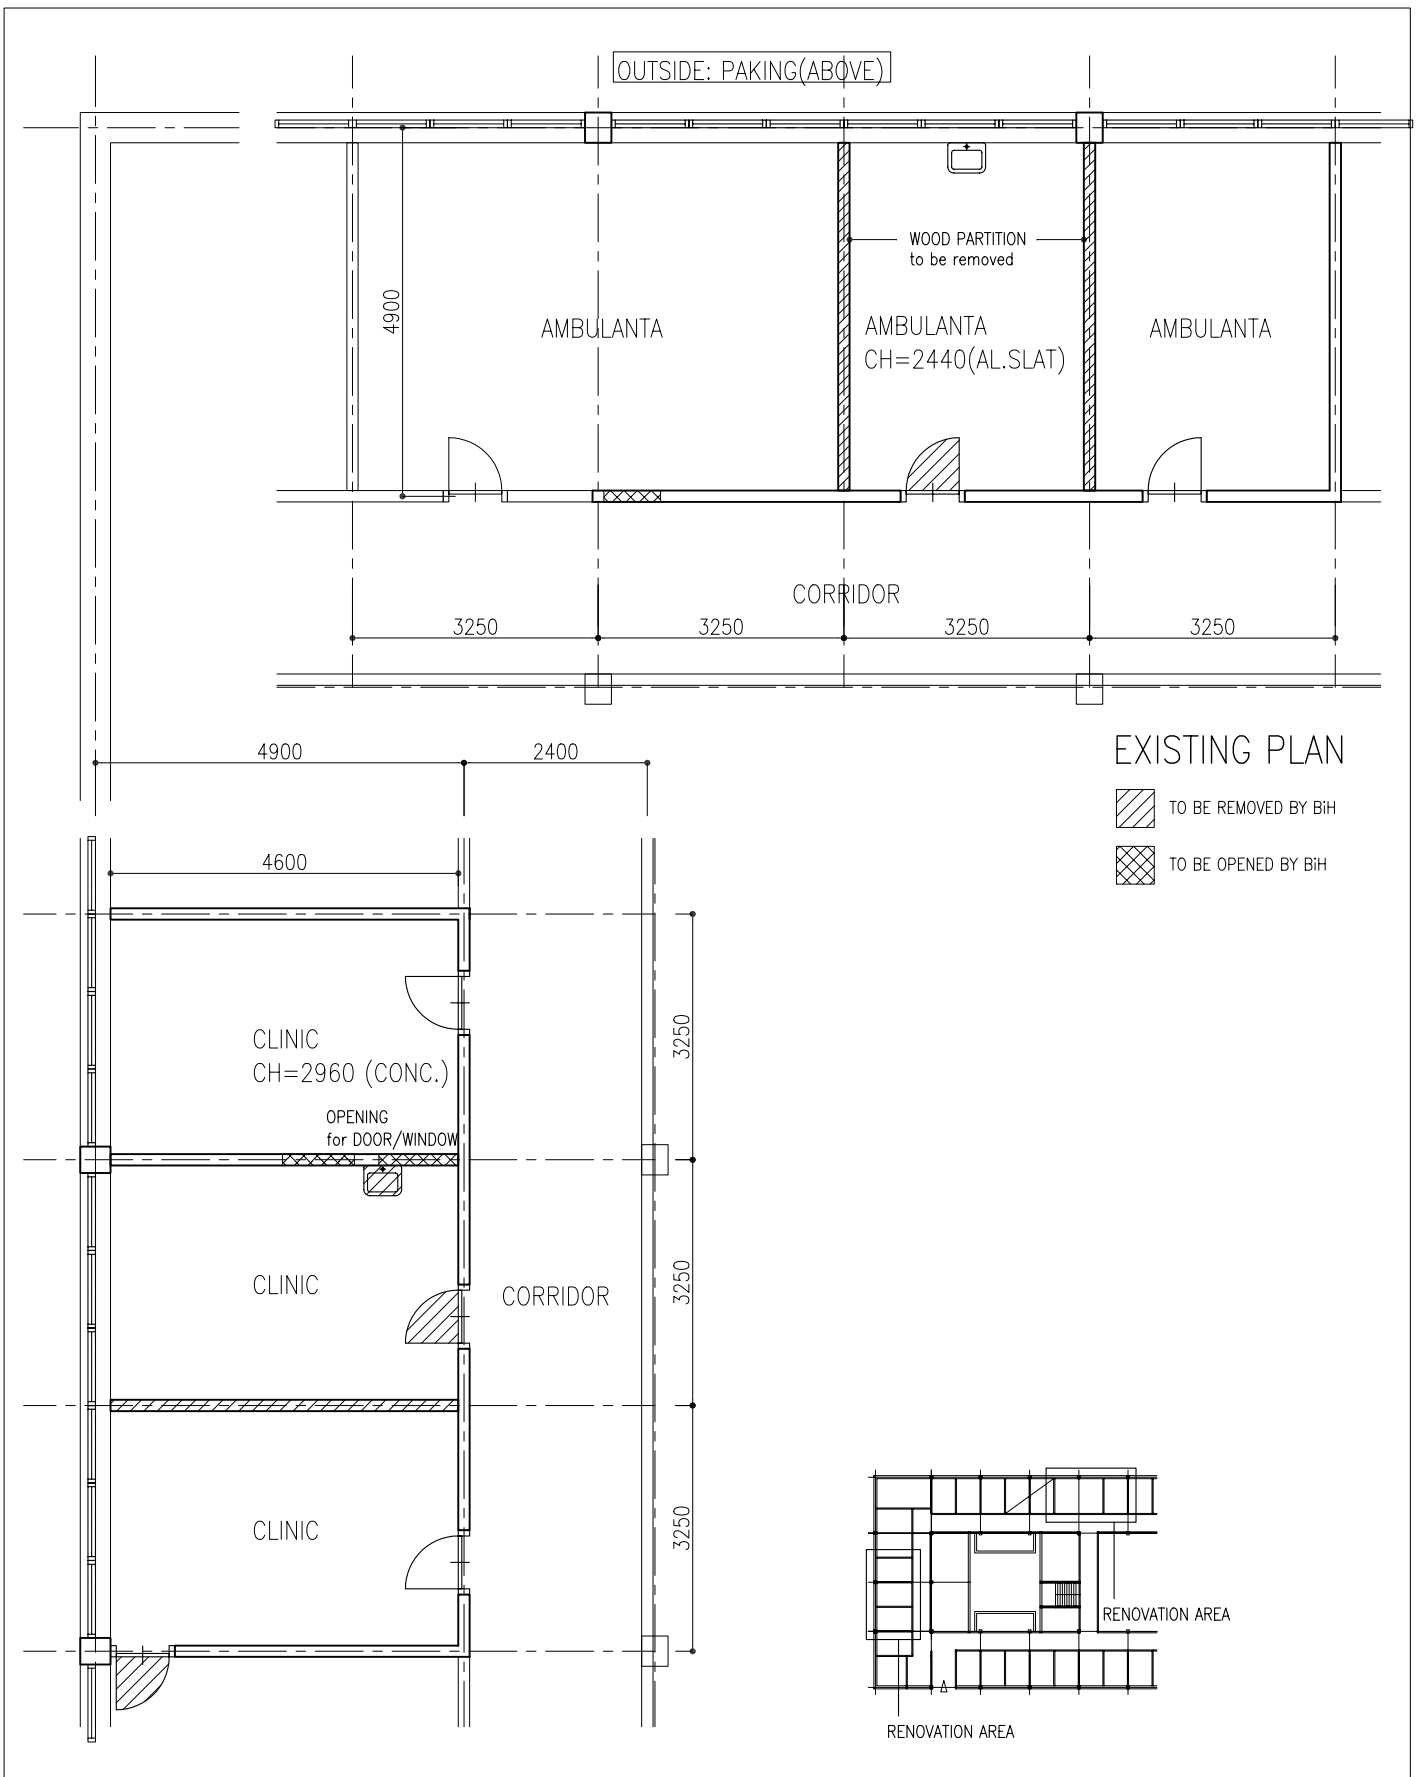 OUTSIDE: PAKING(ABOVE)
WOOD PARTITION
to be removed
4900
AMBULANTA
AMBULANTA
CH=2440(AL.SLAT)
AMBULANTA
CORRIDOR
3250
3250
3250
3250
EXISTING PLAN
TO BE REMOVED BY BiH
TO BE OPENED BY BiH
4900
2400
4600
CLINIC
CH=2960 (CONC.)
OPENING
for DOOR/WINDOW
3250
CLINIC
CORRIDOR
3250
CLINIC
3250
RENOVATION AREA
RENOVATION AREA